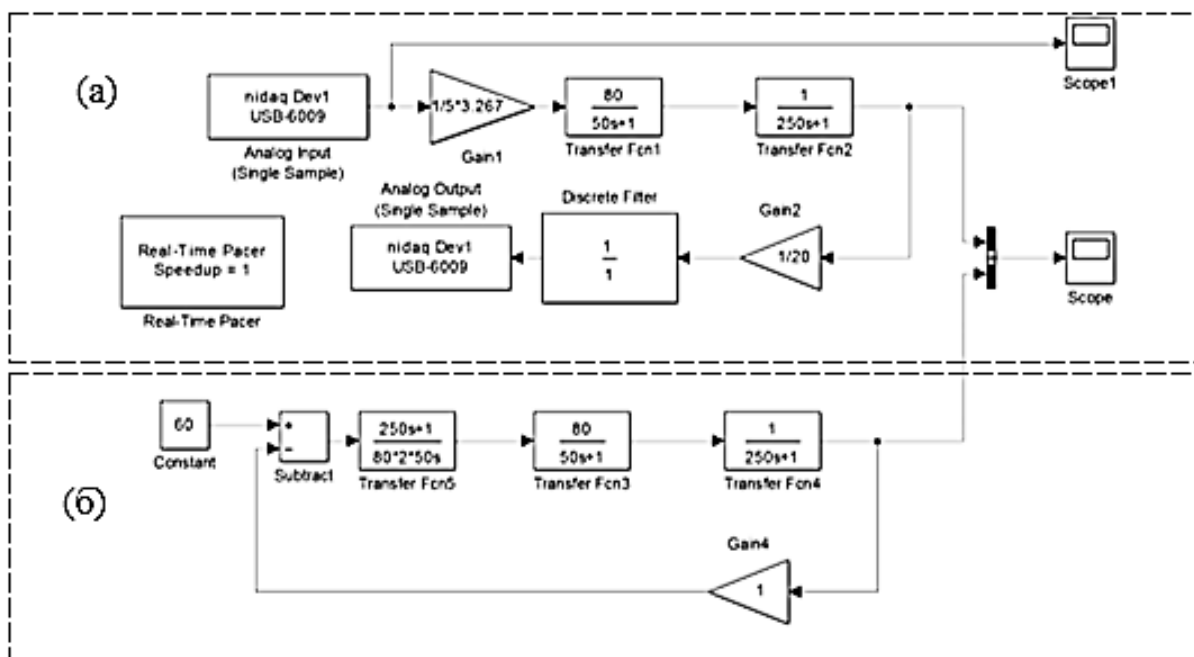 (а)
nidaq Dev1
USB-6009
Analog Input
(Single Sample)
1/5*3.267
Gain1
80
50s+1
Transfer Fcn1
1
250s+1
Transfer Fcn2
Scope1
Real-Time Pacer
Speedup = 1
Real-Time Pacer
Analog Output
(Single Sample)
nidaq Dev1
USB-6009
Discrete Filter
1
1
Gain2
1/20
Scope
(б)
60
Constant
+
−
Subtract
250s+1
80*2*50s
Transfer Fcn5
80
50s+1
Transfer Fcn3
1
250s+1
Transfer Fcn4
Gain4
1